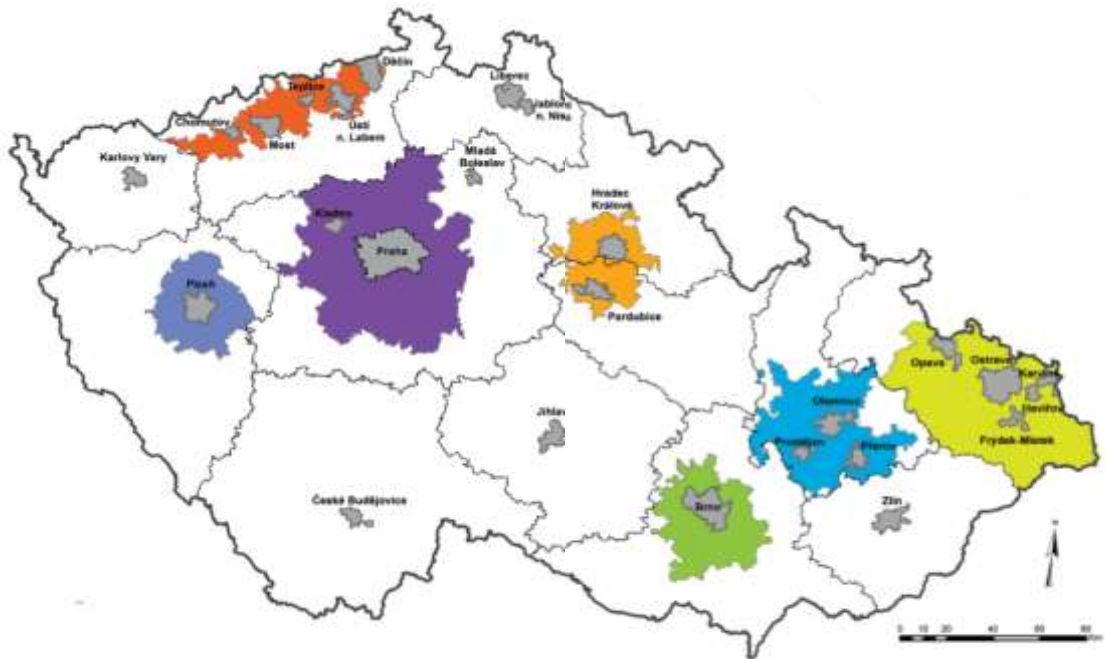 Děčín
Liberec
Teplice
Jablonec
n. Nisou
Chomutov
Ústí
n. Labem
Most
Mladá
Boleslav
Karlovy Vary
Hradec
Králové
Kladno
Praha
Plzeň
Pardubice
Opava
Ostrava
Karviná
Havířov
Olomouc
Jihlav
Prostějov
Přerov
Frýdek-Místek
České Budějovice
Brno
Zlín
0 10 20 40 60 80